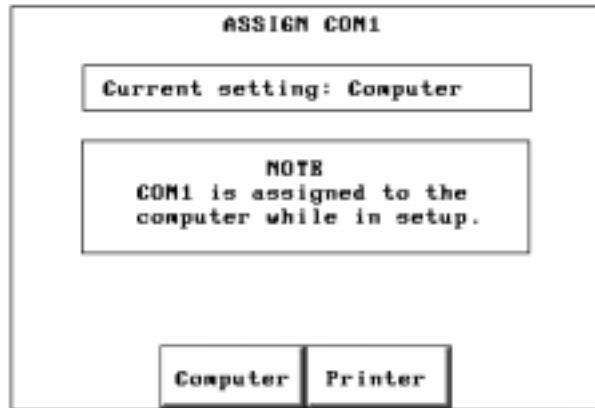 ASSIGN COM1
Current setting: Computer
NOTE
COM1 is assigned to the
computer while in setup.
Computer
Printer